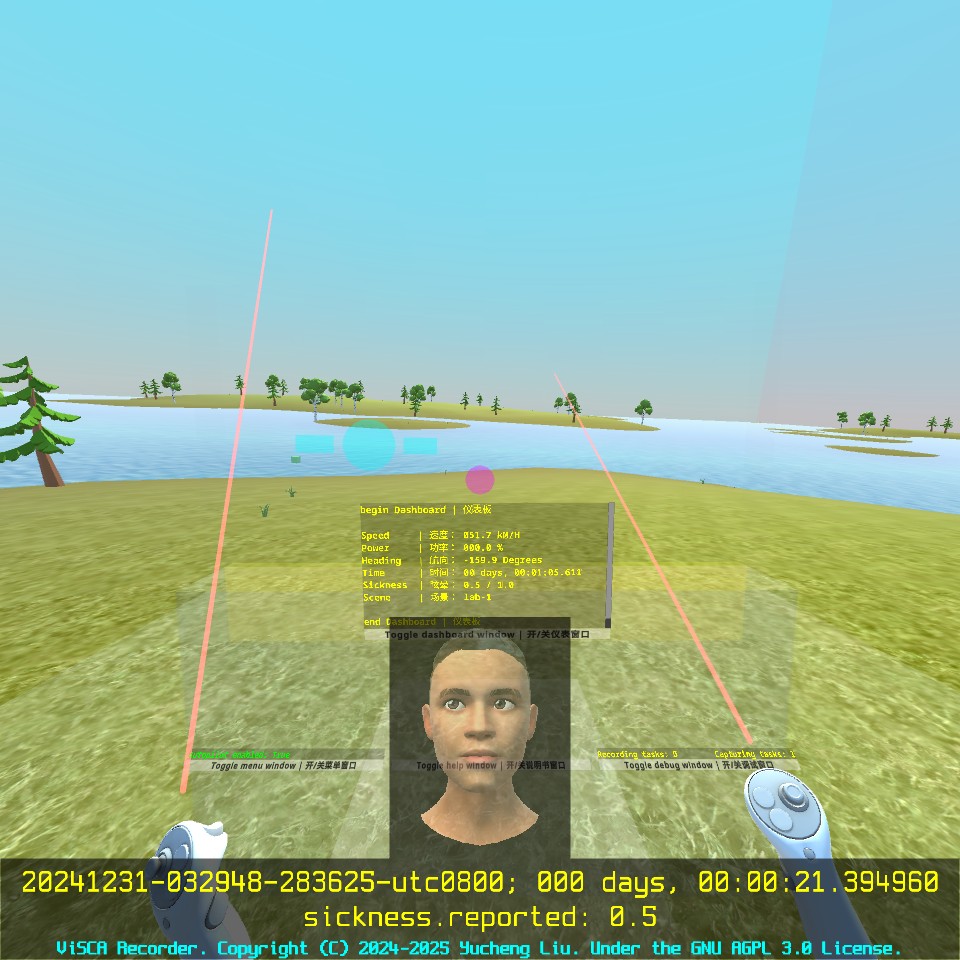 begin Dashboard | 仪表板
Speed | 速度： 051.7 kM/H
Power | 功率： 000.0 %
Heading | 航向： -159.9 Degrees
Time | 时间： 00 days, 00:01:05.611
Sickness | 眩晕： 0.5 / 1.0
Scene | 场景： lab-1
end Dashboard | 仪表板
Toggle dashboard window | 开/关仪表窗口
Recording tasks: 0 Capturing tasks: 1
Toggle menu window | 开/关菜单窗口
Toggle help window | 开/关说明书窗口
Toggle debug window | 开/关调试窗口
20241231-032948-283625-utc0800; 000 days, 00:00:21.394960
sickness.reported: 0.5
ViSCA Recorder. Copyright (C) 2024-2025 Yucheng Liu. Under the GNU AGPL 3.0 License.